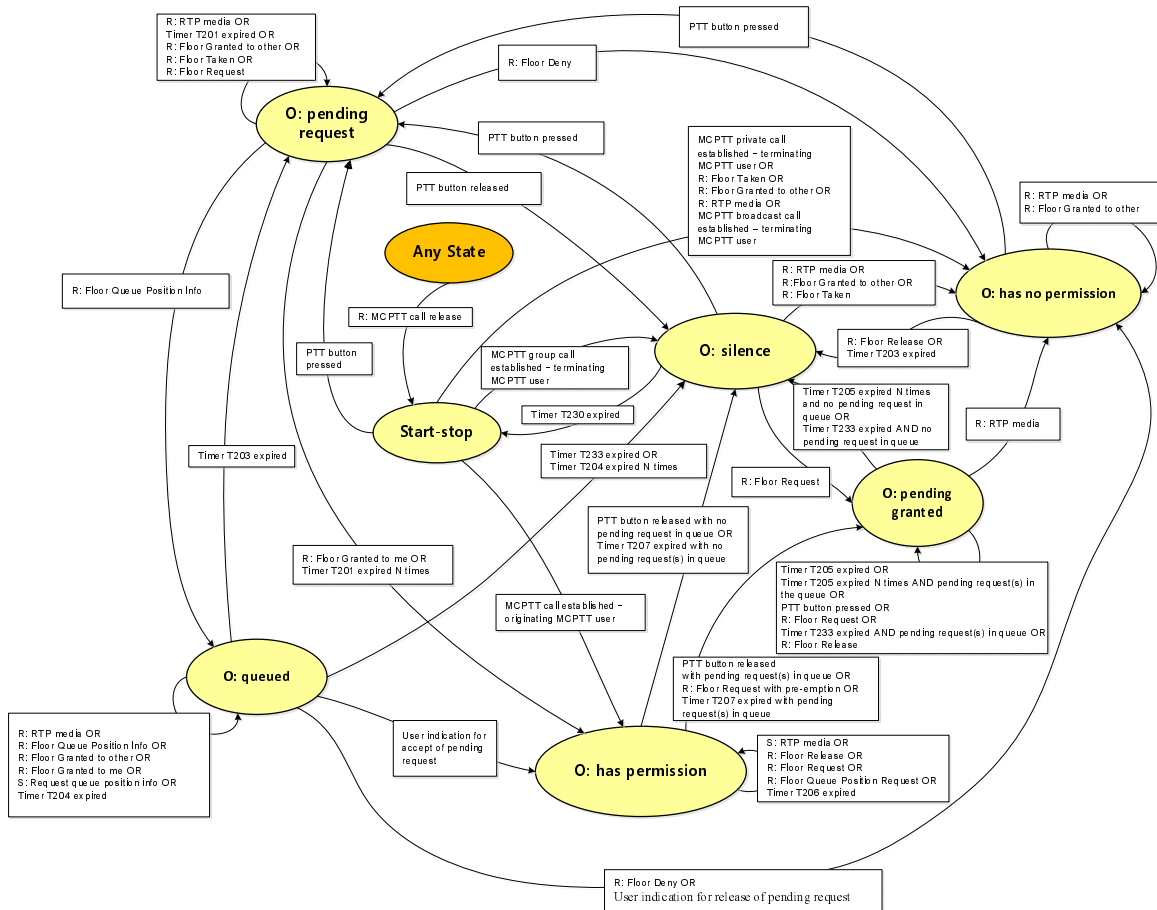 R: RTP media OR
Timer T201 expired OR
R: Floor Granted to other OR
R: Floor Taken OR
R: Floor Request
PTT button pressed
R: Floor Deny
O: pending
request
PTT button pressed
MCPTT private call
established – terminating
MCPTT user OR
R: Floor Taken OR
R: Floor Granted to other OR
R: RTP media OR
MCPTT broadcast call
established – terminating
MCPTT user
PTT button released
R: RTP media OR
R: Floor Granted to other
Any State
R: Floor Queue Position Info
R: RTP media OR
R:Floor Granted to other OR
R: Floor Taken
O: has no permission
R: MCPTT call release
PTT button
pressed
MCPTT group call
established – terminating
MCPTT user
O: silence
R: Floor Release OR
Timer T203 expired
Timer T230 expired
Timer T205 expired N times
and no pending request in
queue OR
Timer T233 expired AND no
pending request in queue
R: RTP media
Start-stop
Timer T203 expired
Timer T233 expired OR
Timer T204 expired N times
R: Floor Request
O: pending
granted
PTT button released with no
pending request in queue OR
Timer T207 expired with no
pending request(s) in queue
R: Floor Granted to me OR
Timer T201 expired N times
Timer T205 expired OR
Timer T205 expired N times AND pending request(s) in
the queue OR
PTT button pressed OR
R: Floor Request OR
Timer T233 expired AND pending request(s) in queue OR
R: Floor Release
MCPTT call established –
originating MCPTT user
O: queued
PTT button released
with pending request(s) in queue OR
R: Floor Request with pre-emption OR
Timer T207 expired with pending
request(s) in queue
R: RTP media OR
R: Floor Queue Position Info OR
R: Floor Granted to other OR
R: Floor Granted to me OR
S: Request queue position info OR
Timer T204 expired
User indication for
accept of pending
request
O: has permission
S: RTP media OR
R: Floor Release OR
R: Floor Request OR
R: Floor Queue Position Request OR
Timer T206 expired
R: Floor Deny OR
User indication for release of pending request